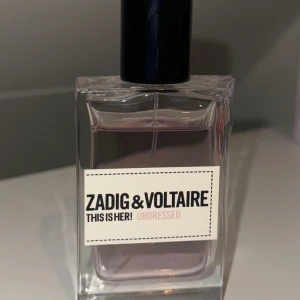 ZADIG & VOLTAIRE
THIS IS HER! UNDRESSED